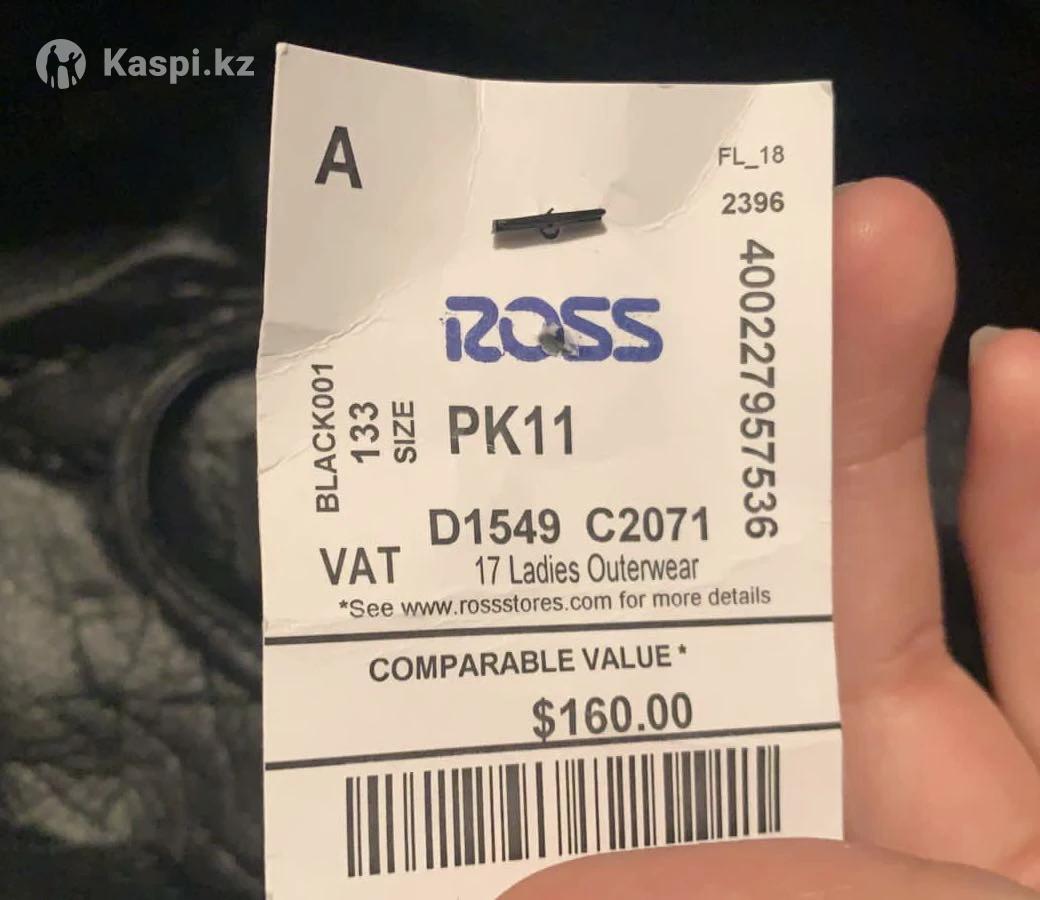 Kaspi.kz
A
FL_18
2396
400227957536
ROSS
BLACK001
133
SIZE
PK11
D1549 C2071
VAT
17 Ladies Outerwear
*See www.rossstores.com for more details
COMPARABLE VALUE*
$160.00